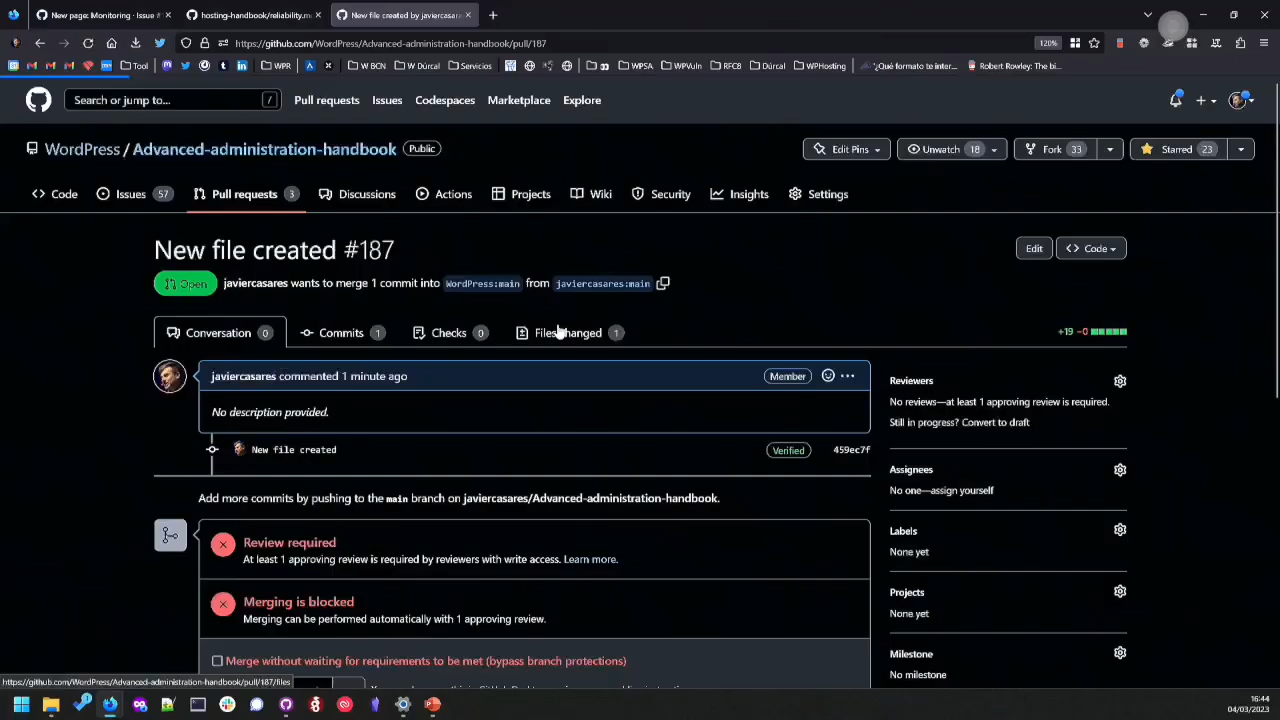 New page: Monitoring · Issue #1
hosting-handbook/reliability.m
New file created by javiercasare
https://github.com/WordPress/Advanced-administration-handbook/pull/187
120%
Tool
WPR
W BCN
W Dúrcal
Servicios
WPSA
WPVuln
RFC8
Dúrcal
WPHosting
"¿Qué formato te inter...
Robert Rowley: The bi...
Search or jump to...
/
Pull requests
Issues
Codespaces
Marketplace
Explore
WordPress / Advanced-administration-handbook
Public
Edit Pins
Unwatch 18
Fork 33
Starred 23
Code
Issues 57
Pull requests 3
Discussions
Actions
Projects
Wiki
Security
Insights
Settings
New file created #187
Edit
Code
Open
javiercasares wants to merge 1 commit into WordPress:main from javiercasares:main
Conversation 0
Commits 1
Checks 0
Files changed 1
+19 −0
javiercasares commented 1 minute ago
Member
No description provided.
New file created
Verified
459ec7f
Add more commits by pushing to the main branch on javiercasares/Advanced-administration-handbook.
Review required
At least 1 approving review is required by reviewers with write access. Learn more.
Merging is blocked
Merging can be performed automatically with 1 approving review.
Merge without waiting for requirements to be met (bypass branch protections)
Reviewers
No reviews—at least 1 approving review is required.
Still in progress? Convert to draft
Assignees
No one—assign yourself
Labels
None yet
Projects
None yet
Milestone
No milestone
https://github.com/WordPress/Advanced-administration-handbook/pull/187/files
16:44
04/03/2023